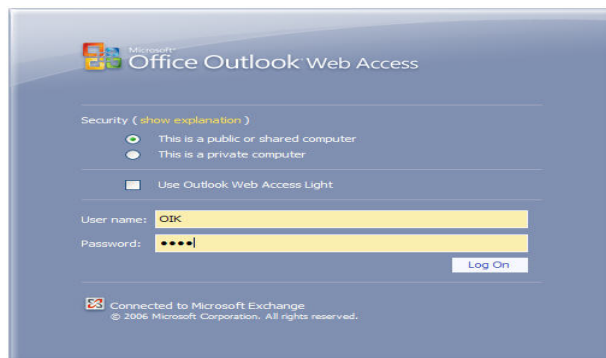 Microsoft
Office Outlook Web Access
Security ( show explanation )
This is a public or shared computer
This is a private computer
Use Outlook Web Access Light
User name: OIK
Password: ••••
Log On
Connected to Microsoft Exchange
© 2006 Microsoft Corporation. All rights reserved.